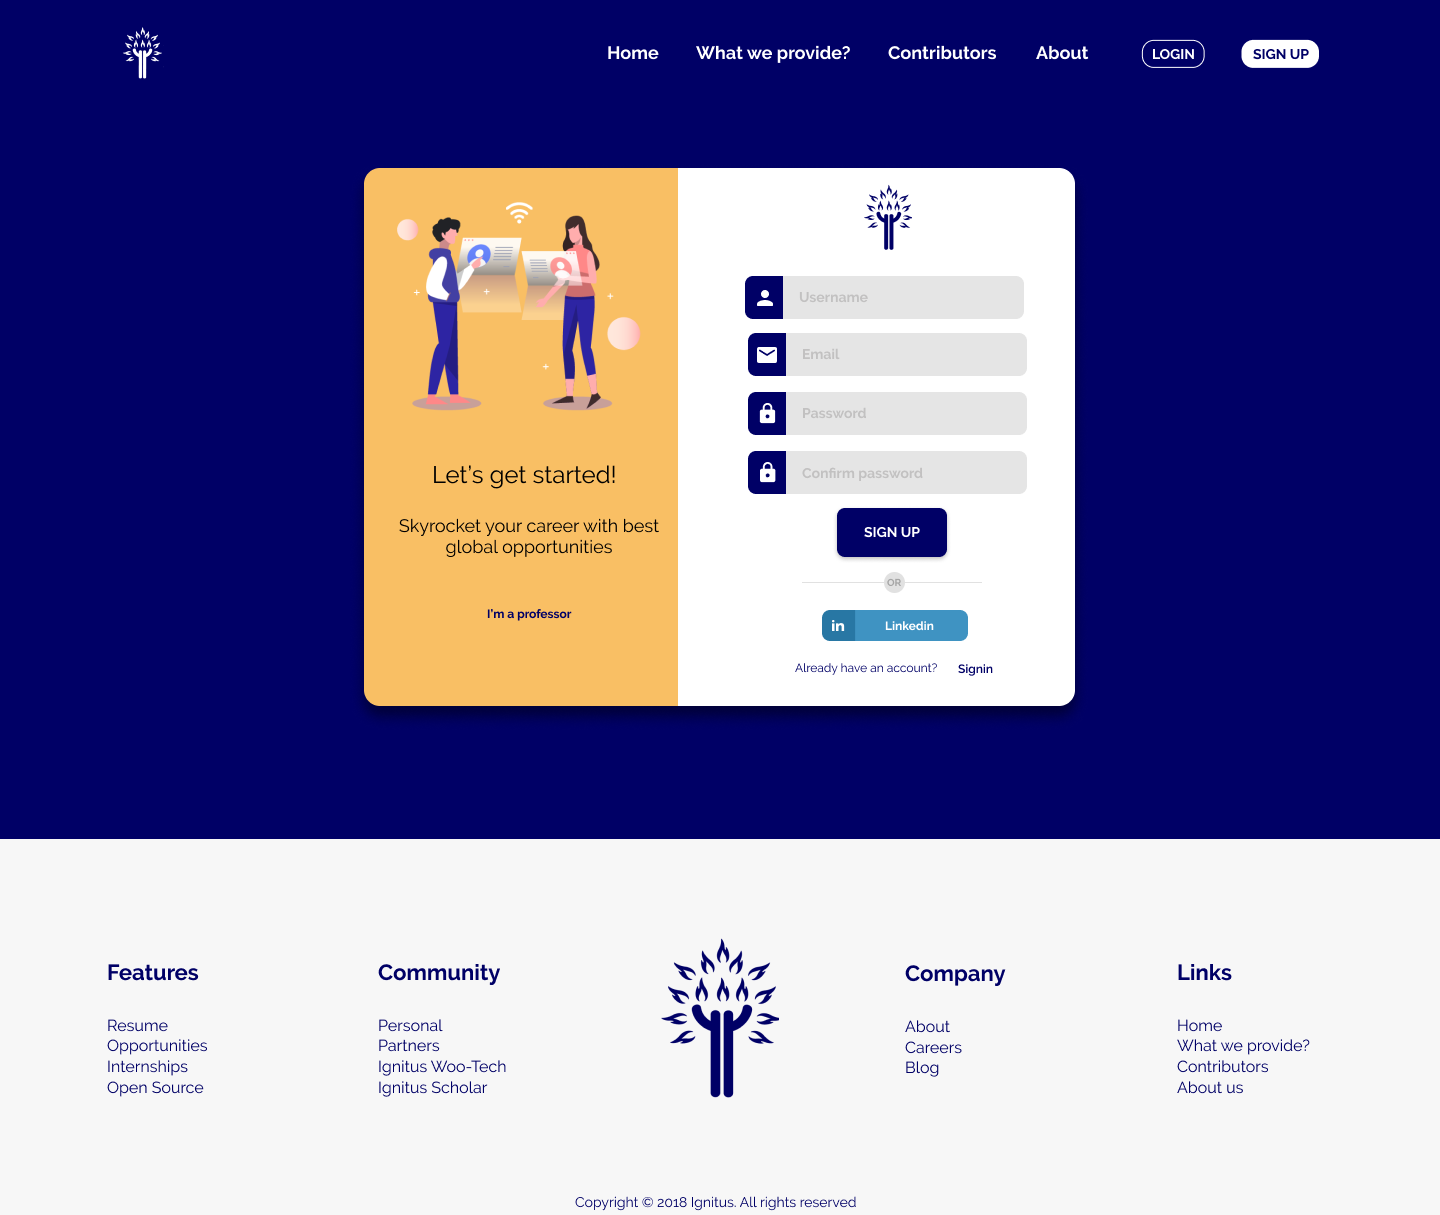 Home
What we provide?
Contributors
About
LOGIN
SIGN UP
Let's get started!
Skyrocket your career with best
global opportunities
I'm a professor
Username
Email
Password
Confirm password
SIGN UP
OR
in Linkedin
Already have an account? Signin
Features
Resume
Opportunities
Internships
Open Source
Community
Personal
Partners
Ignitus Woo-Tech
Ignitus Scholar
Company
About
Careers
Blog
Links
Home
What we provide?
Contributors
About us
Copyright © 2018 Ignitus. All rights reserved